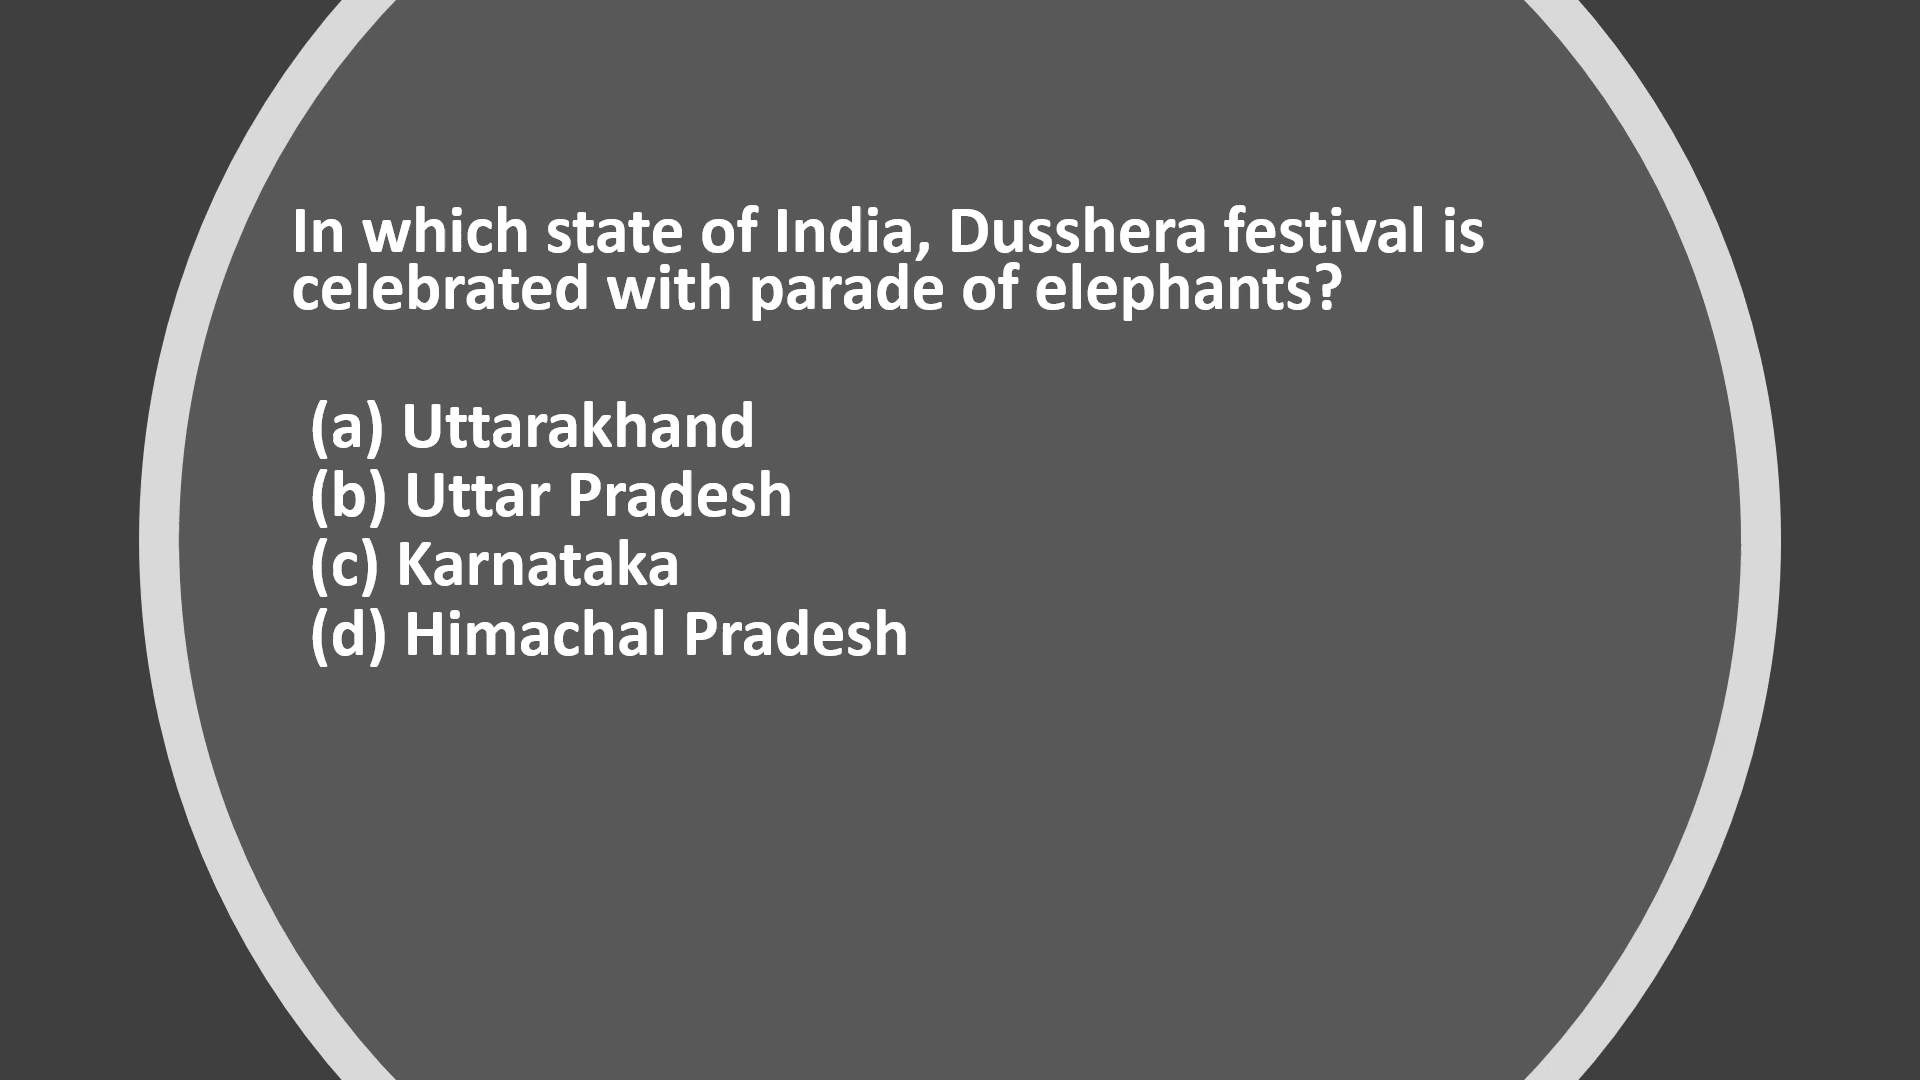 In which state of India, Dusshera festival is
celebrated with parade of elephants?
(a) Uttarakhand
(b) Uttar Pradesh
(c) Karnataka
(d) Himachal Pradesh